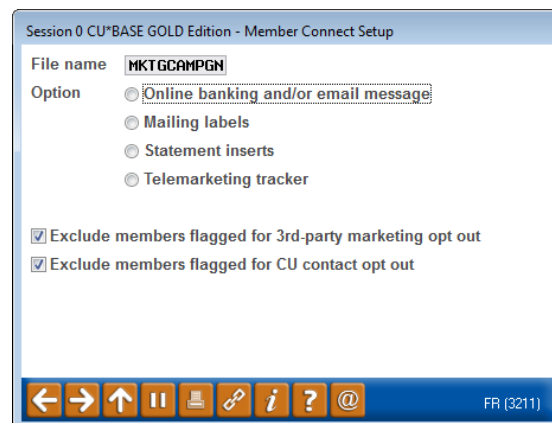 Session 0 CU*BASE GOLD Edition - Member Connect Setup
File name MKTGCAMPGN
Option Online banking and/or email message
Mailing labels
Statement inserts
Telemarketing tracker
Exclude members flagged for 3rd-party marketing opt out
Exclude members flagged for CU contact opt out
i ? @ FR (3211)